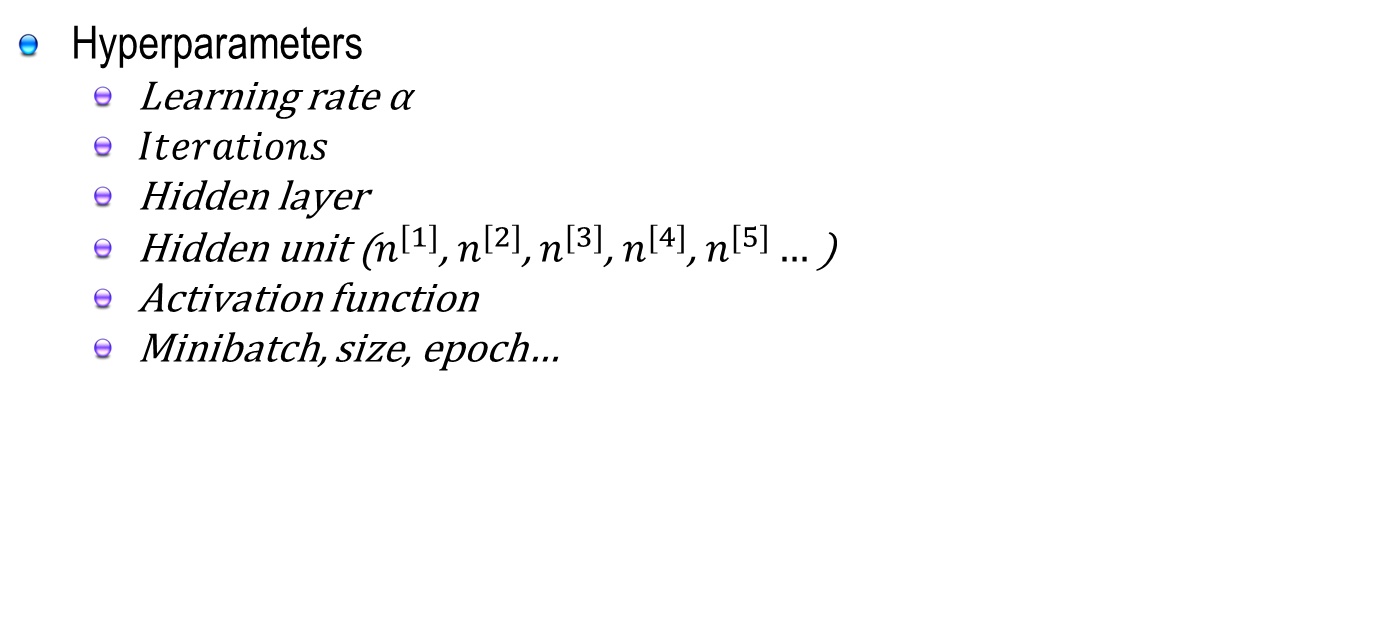 Hyperparameters
Learning rate α
Iterations
Hidden layer
Hidden unit (n^[1], n^[2], n^[3], n^[4], n^[5] … )
Activation function
Minibatch, size, epoch…